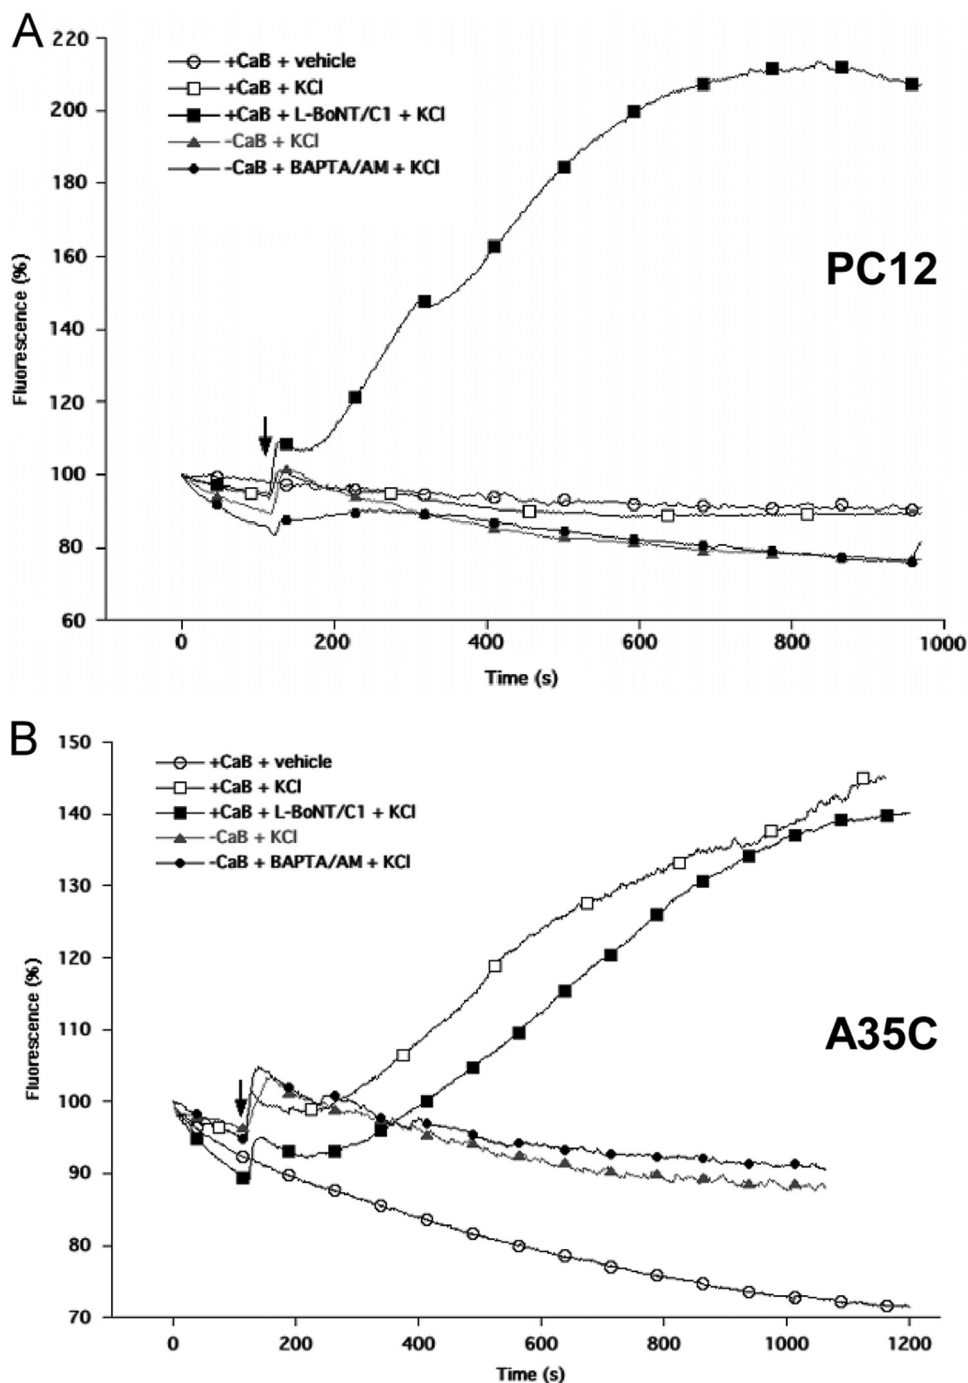 A
220
200
180
160
140
120
100
80
60
Fluorescence (%)
+CaB + vehicle
+CaB + KCl
+CaB + L-BoNT/C1 + KCl
-CaB + KCl
-CaB + BAPTA/AM + KCl
PC12
0 200 400 600 800 1000
Time (s)
B
150
140
130
120
110
100
90
80
70
Fluorescence (%)
+CaB + vehicle
+CaB + KCl
+CaB + L-BoNT/C1 + KCl
-CaB + KCl
-CaB + BAPTA/AM + KCl
A35C
0 200 400 600 800 1000 1200
Time (s)